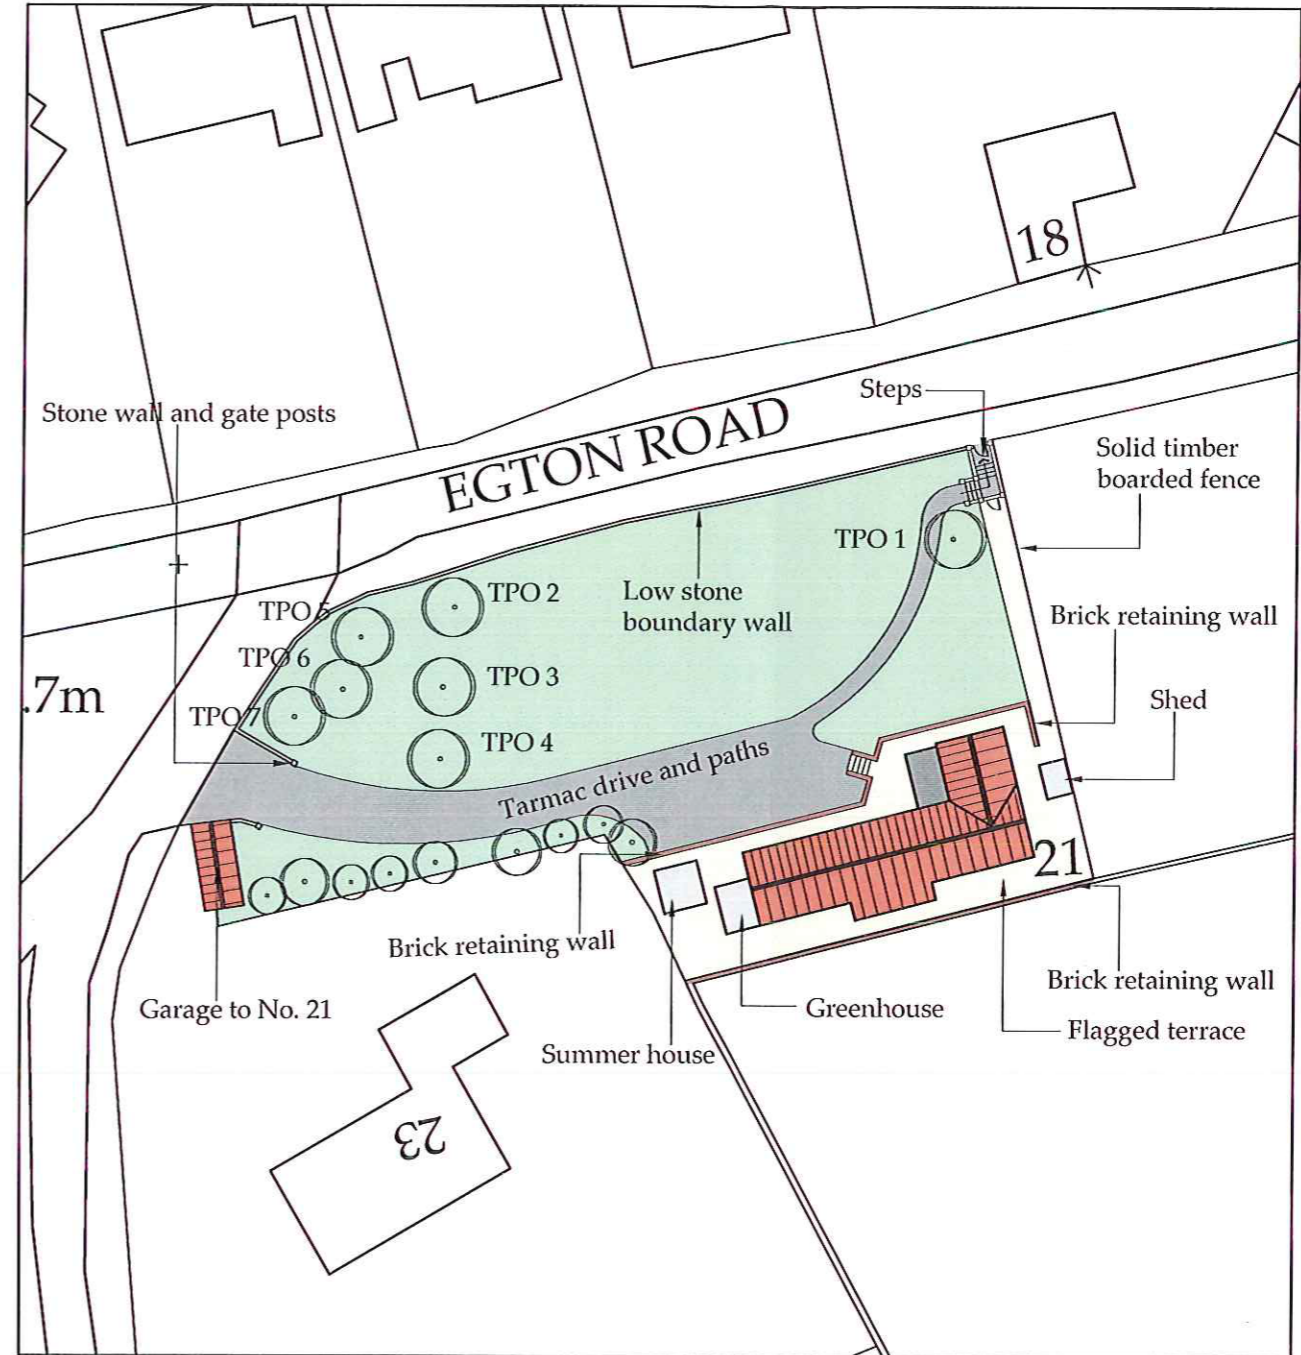 18
Steps
Stone wall and gate posts
EGTON ROAD
Solid timber
boarded fence
TPO 1
TPO 2
Low stone
boundary wall
TPO 5
Brick retaining wall
TPO 6
TPO 3
.7m
Shed
TPO 7
TPO 4
Tarmac drive and paths
21
Brick retaining wall
Brick retaining wall
Garage to No. 21
Greenhouse
Flagged terrace
Summer house
23